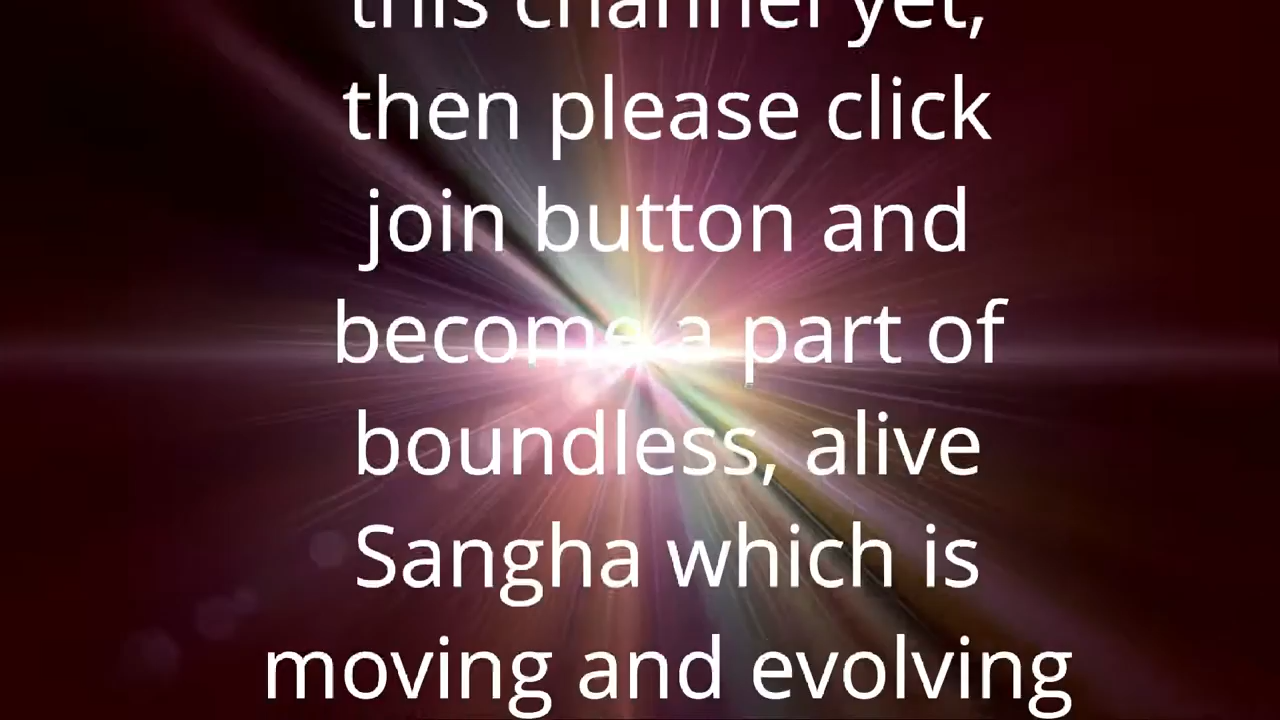 this channel yet,
then please click
join button and
become a part of
boundless, alive
Sangha which is
moving and evolving